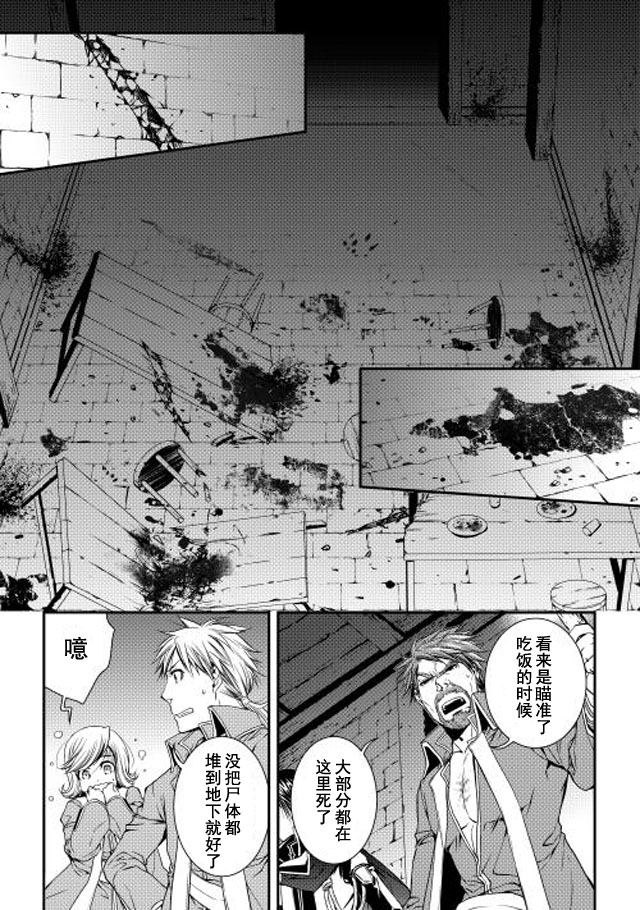 看来是瞄准了
吃饭的时候
大部分都在
这里死了
没把尸体都
堆到地下就好了
噫